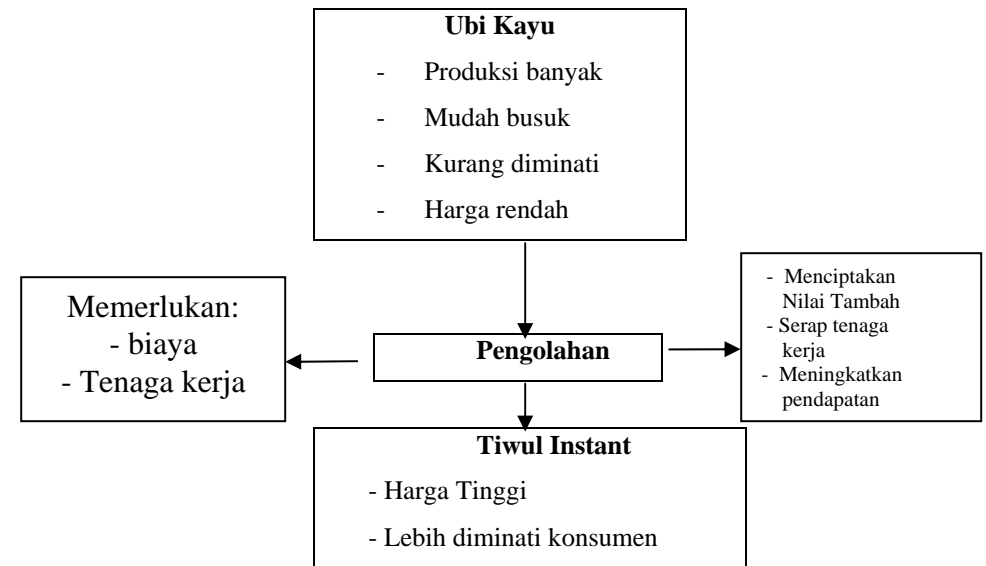 Ubi Kayu
- Produksi banyak
- Mudah busuk
- Kurang diminati
- Harga rendah
Memerlukan:
- biaya
- Tenaga kerja
Pengolahan
- Menciptakan
Nilai Tambah
- Serap tenaga
kerja
- Meningkatkan
pendapatan
Tiwul Instant
- Harga Tinggi
- Lebih diminati konsumen